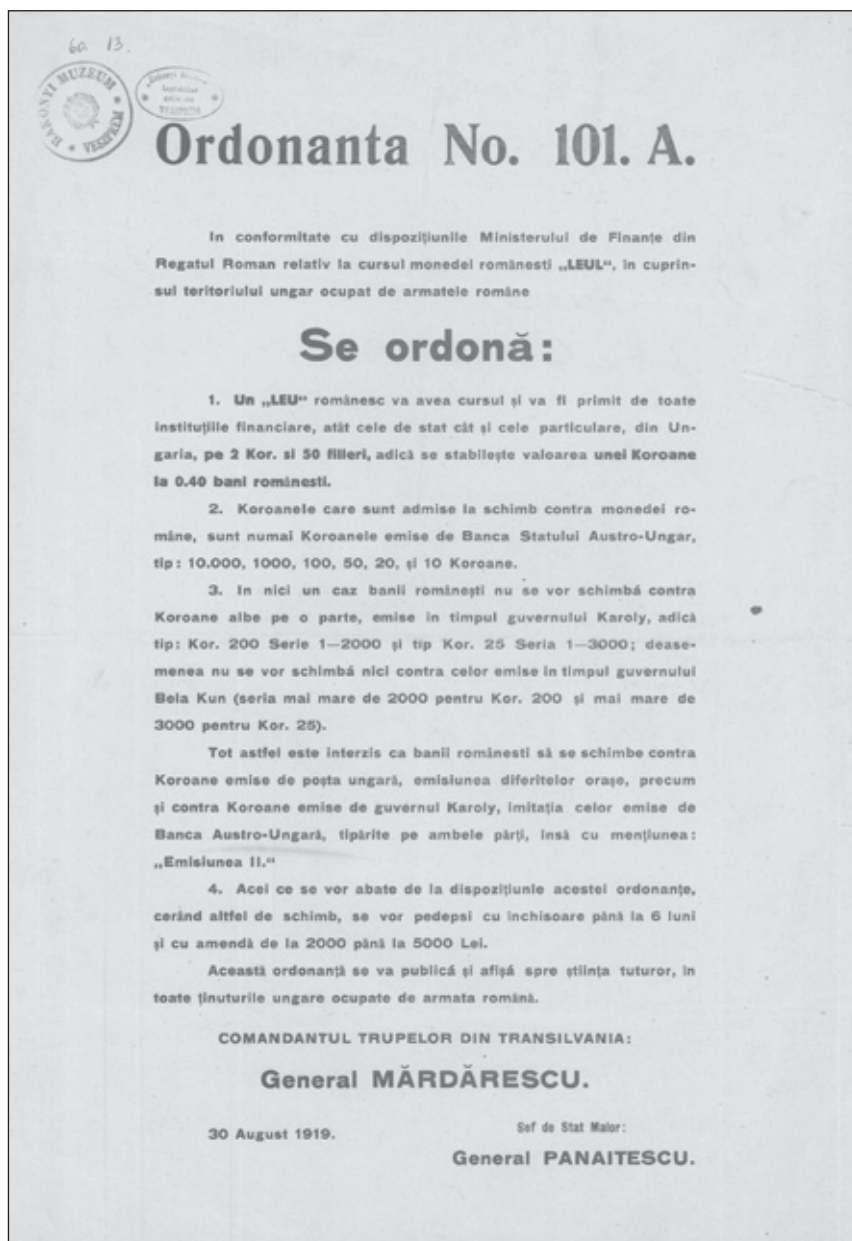 60. 13.
BAKONYI MUZEUM
VESZPRÉM
VESZPRÉM
Ordonanta No. 101. A.
In conformitate cu dispozițiunile Ministerului de Finanțe din
Regatul Roman relativ la cursul monedei românesti „LEUL“, in cuprin-
sul teritoriului ungar ocupat de armatele române
Se ordonă:
1. Un „LEU“ românesc va avea cursul și va fi primit de toate
instituțiile financiare, atât cele de stat cât și cele particulare, din Un-
garia, pe 2 Kor. si 50 filleri, adică se stabilește valoarea unei Koroane
la 0.40 bani românesti.
2. Koroanele care sunt admise la schimb contra monedei ro-
mâne, sunt numai Koroanele emise de Banca Statului Austro-Ungar,
tip: 10.000, 1000, 100, 50, 20, și 10 Koroane.
3. In nici un caz banii românești nu se vor schimbá contra
Koroane albe pe o parte, emise in timpul guvernului Karoly, adică
tip: Kor. 200 Serie 1—2000 și tip Kor. 25 Seria 1—3000; dease-
menea nu se vor schimbá nici contra celor emise in timpul guvernului
Bela Kun (seria mai mare de 2000 pentru Kor. 200 și mai mare de
3000 pentru Kor. 25).
Tot astfel este interzis ca banii românesti să se schimbe contra
Koroane emise de poșta ungară, emisiunea diferitelor orașe, precum
și contra Koroane emise de guvernul Karoly, imitația celor emise de
Banca Austro-Ungară, tipărite pe ambele părți, insă cu mențiunea:
„Emisiunea II.“
4. Acei ce se vor abate de la dispozițiunle acestei ordonanțe,
cerând altfel de schimb, se vor pedepsi cu inchisoare până la 6 luni
și cu amendă de la 2000 până la 5000 Lei.
Această ordonanță se va publică și afișá spre știința tuturor, in
toate ținuturile ungare ocupate de armata română.
COMANDANTUL TRUPELOR DIN TRANSILVANIA:
General MĂRDĂRESCU.
30 August 1919.
Sef de Stat Maior:
General PANAITESCU.